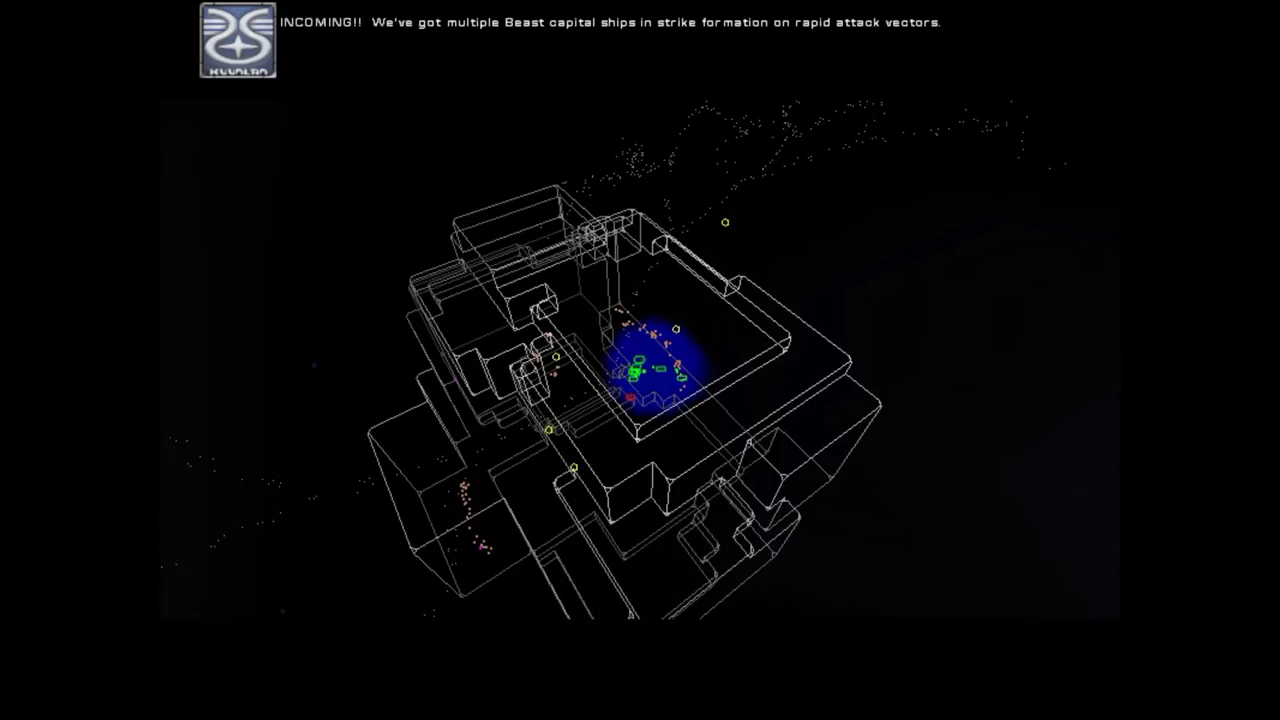 INCOMING!! We've got multiple Beast capital ships in strike formation on rapid attack vectors.